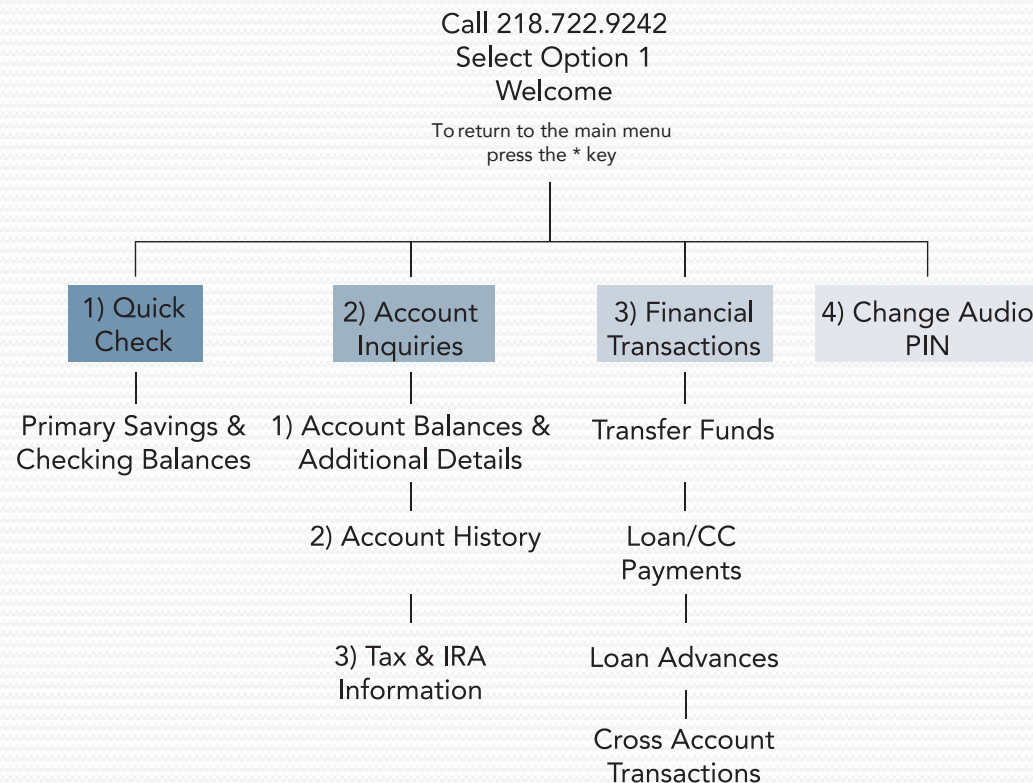 Call 218.722.9242
Select Option 1
Welcome
To return to the main menu
press the * key
1) Quick
Check
2) Account
Inquiries
3) Financial
Transactions
4) Change Audio
PIN
Primary Savings &
Checking Balances
1) Account Balances &
Additional Details
2) Account History
3) Tax & IRA
Information
Transfer Funds
Loan/CC
Payments
Loan Advances
Cross Account
Transactions